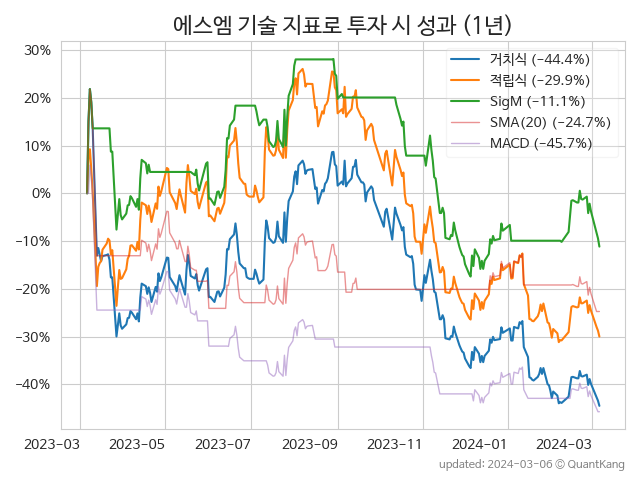 에스엠 기술 지표로 투자 시 성과 (1년)
30%
20%
10%
0%
−10%
−20%
−30%
−40%
거치식 (−44.4%)
적립식 (−29.9%)
SigM (−11.1%)
SMA(20) (−24.7%)
MACD (−45.7%)
2023−03 2023−05 2023−07 2023−09 2023−11 2024−01 2024−03
updated: 2024-03-06 © QuantKang